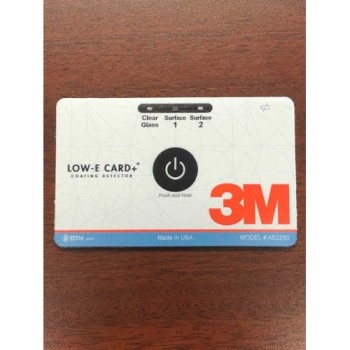 Clear Surface Surface
Glass 1 2
LOW-E CARD+
COATING DETECTOR
Push and Hold
3M
Made in USA
MODEL # AE2250